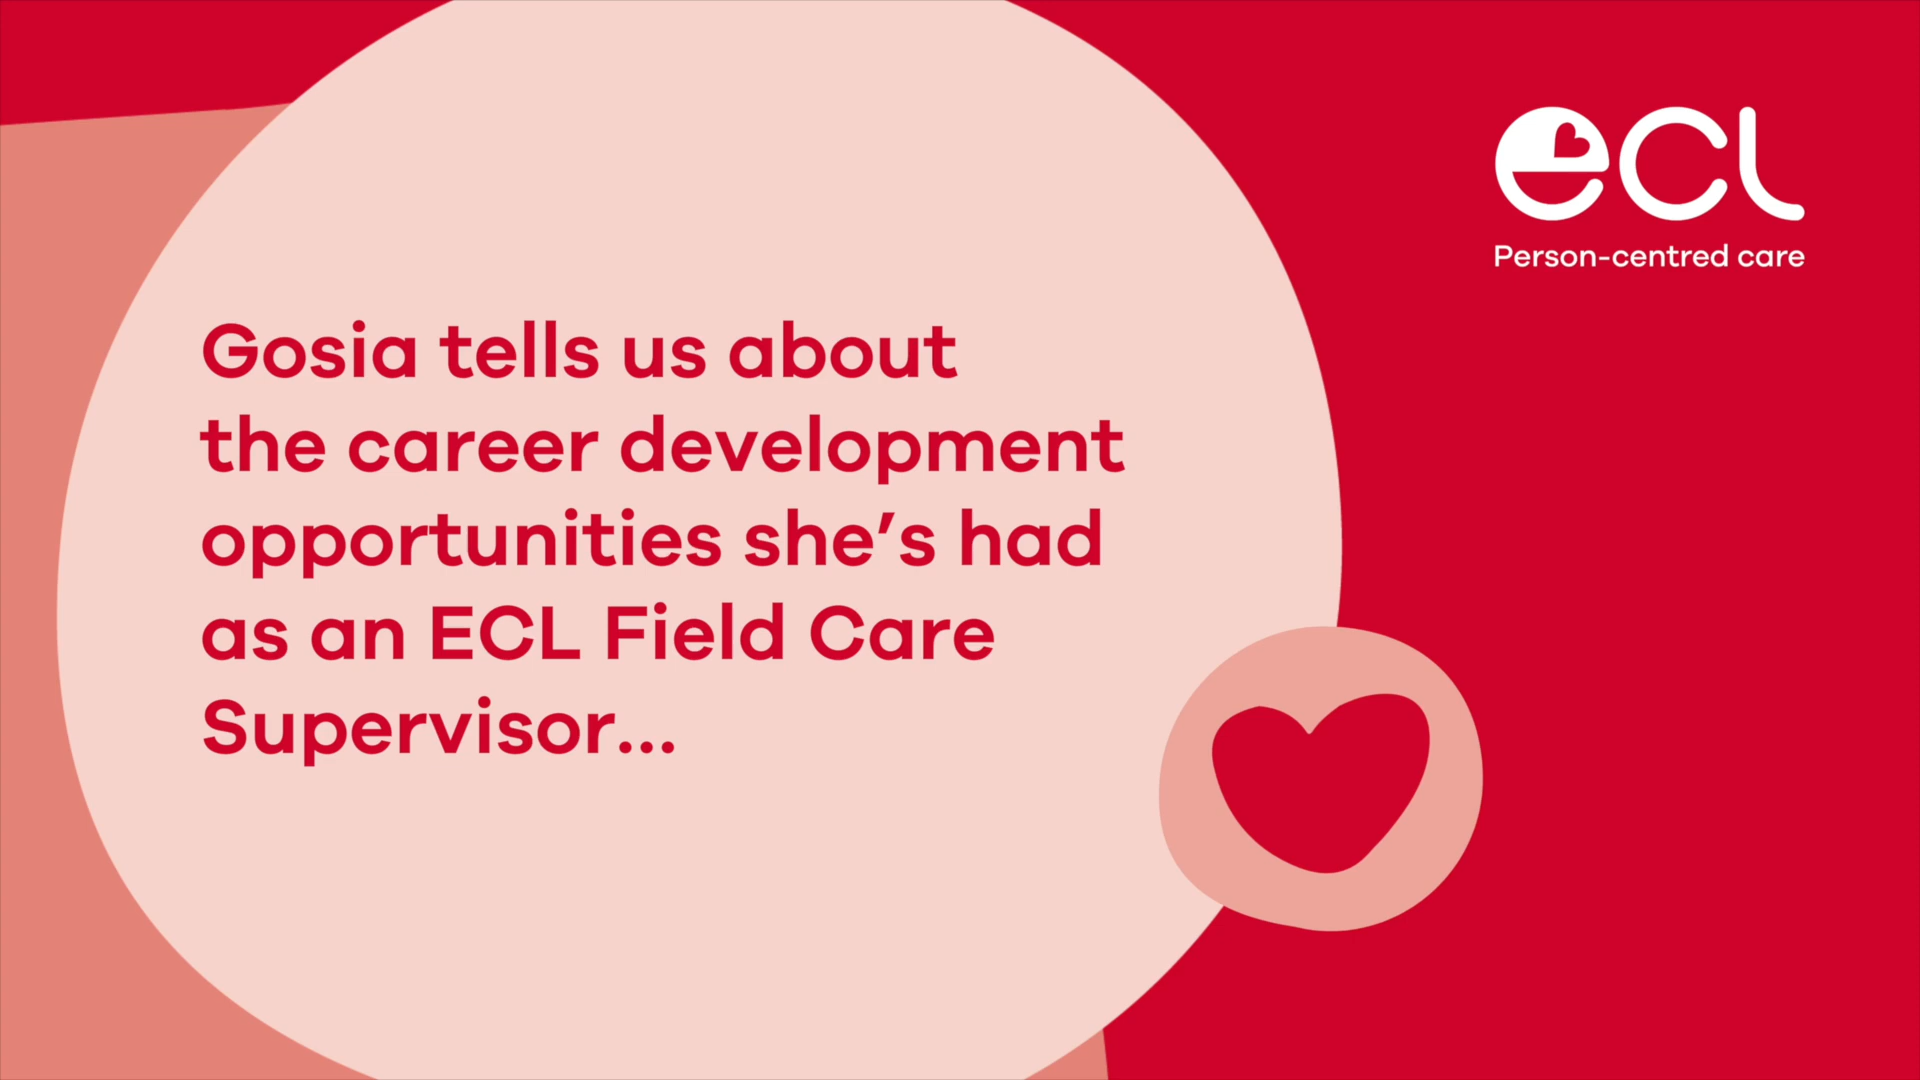 ecl
Person-centred care
Gosia tells us about
the career development
opportunities she’s had
as an ECL Field Care
Supervisor...